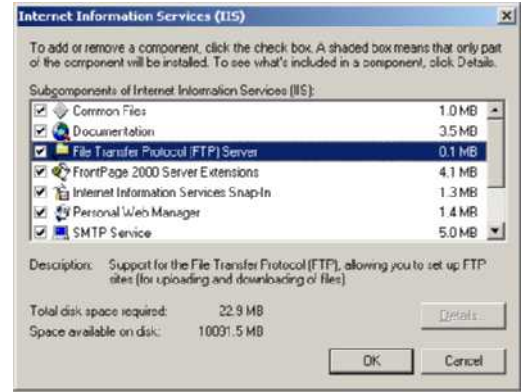 Internet Information Services (IIS)
To add or remove a component, click the check box. A shaded box means that only part
of the component will be installed. To see what's included in a component, click Details.
Subcomponents of Internet Information Services (IIS):
Common Files 1.0 MB
Documentation 3.5 MB
File Transfer Protocol (FTP) Server 0.1 MB
FrontPage 2000 Server Extensions 4.1 MB
Internet Information Services Snap-In 1.3 MB
Personal Web Manager 1.4 MB
SMTP Service 5.0 MB
Description: Support for the File Transfer Protocol (FTP), allowing you to set up FTP
sites (for uploading and downloading of files)
Total disk space required: 22.9 MB
Details...
Space available on disk: 10031.5 MB
OK Cancel